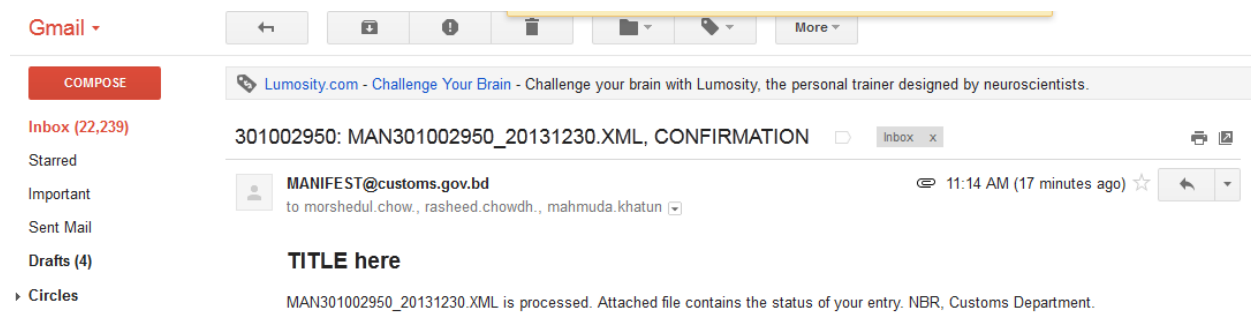 Gmail
More
COMPOSE
Lumosity.com - Challenge Your Brain - Challenge your brain with Lumosity, the personal trainer designed by neuroscientists.
Inbox (22,239)
301002950: MAN301002950_20131230.XML, CONFIRMATION
Inbox x
Starred
MANIFEST@customs.gov.bd
11:14 AM (17 minutes ago)
Important
to morshedul.chow., rasheed.chowdh., mahmuda.khatun
Sent Mail
Drafts (4)
TITLE here
Circles
MAN301002950_20131230.XML is processed. Attached file contains the status of your entry. NBR, Customs Department.